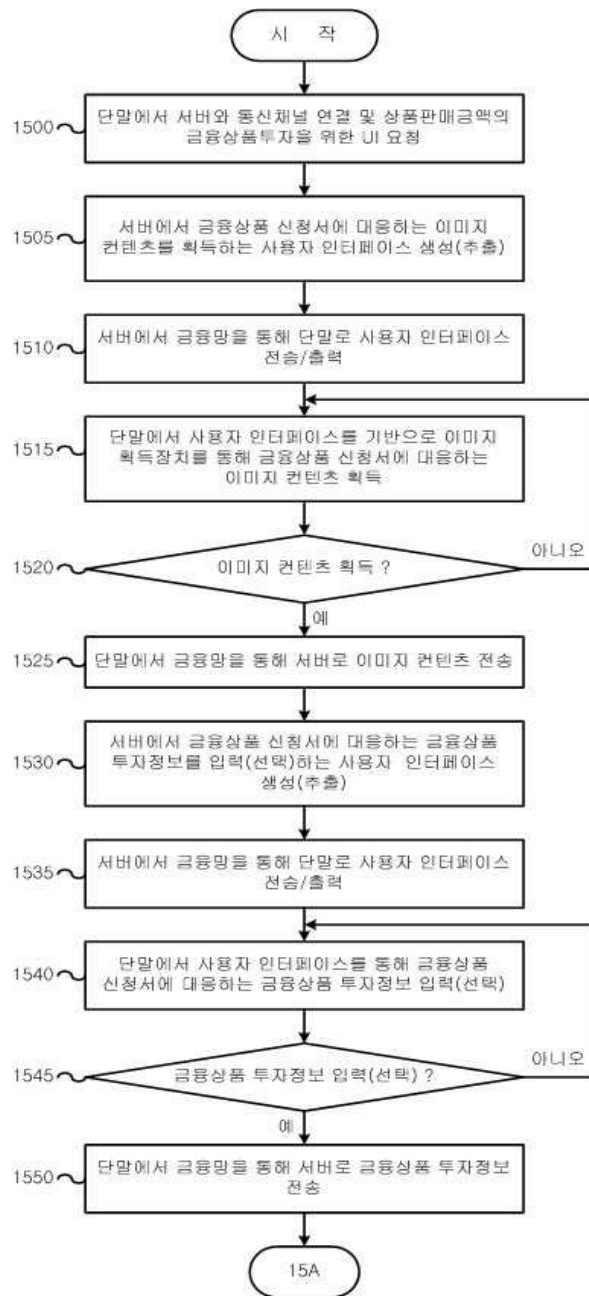 시 작
1500
단말에서 서버와 통신채널 연결 및 상품판매금액의
금융상품투자을 위한 UI 요청
1505
서버에서 금융상품 신청서에 대응하는 이미지
컨텐츠를 획득하는 사용자 인터페이스 생성(추출)
1510
서버에서 금융망을 통해 단말로 사용자 인터페이스
전송/출력
1515
단말에서 사용자 인터페이스를 기반으로 이미지
획득장치를 통해 금융상품 신청서에 대응하는
이미지 컨텐츠 획득
1520
이미지 컨텐츠 획득 ?
아니오
예
1525
단말에서 금융망을 통해 서버로 이미지 컨텐츠 전송
1530
서버에서 금융상품 신청서에 대응하는 금융상품
투자정보를 입력(선택)하는 사용자 인터페이스
생성(추출)
1535
서버에서 금융망을 통해 단말로 사용자 인터페이스
전송/출력
1540
단말에서 사용자 인터페이스를 통해 금융상품
신청서에 대응하는 금융상품 투자정보 입력(선택)
1545
금융상품 투자정보 입력(선택) ?
아니오
예
1550
단말에서 금융망을 통해 서버로 금융상품 투자정보
전송
15A